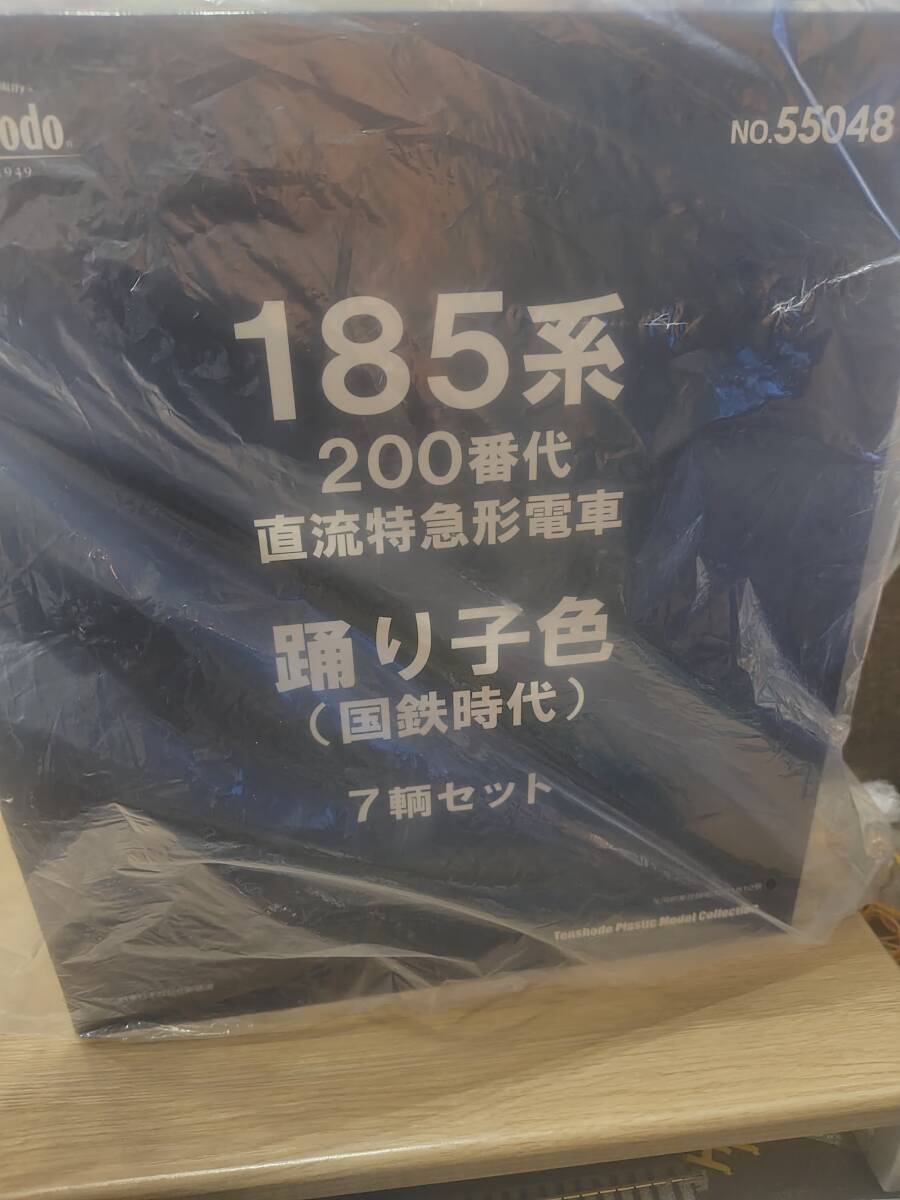 odo
1949
NO.55048
185系
200番代
直流特急形電車
踊り子色
(国鉄時代)
7輌セット
Tenshodo Plastic Model Collection